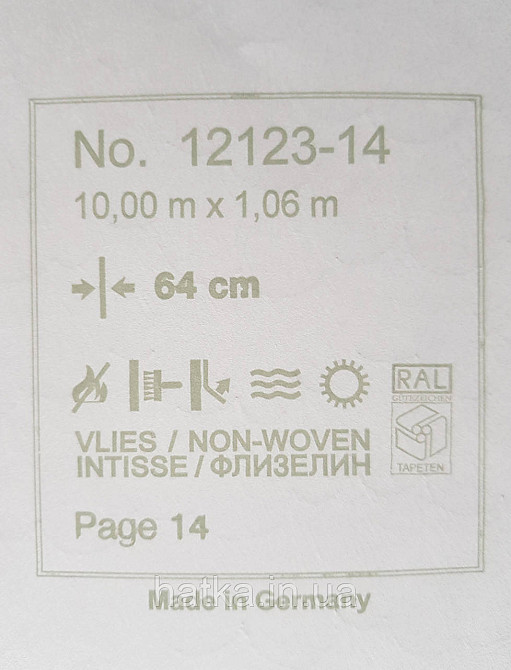 No. 12123-14
10,00 m x 1,06 m
64 cm
RAL
GÜTEZEICHEN
TAPETEN
VLIES / NON-WOVEN
INTISSE / ФЛИЗЕЛИН
Page 14
hatka.in.ua
Made in Germany